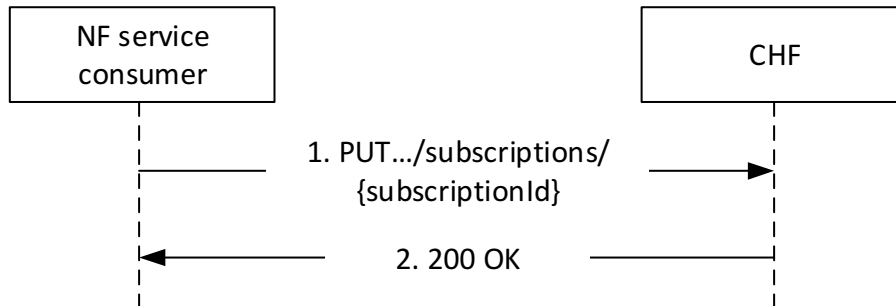 NF service
consumer
CHF
1. PUT.../subscriptions/
{subscriptionId}
2. 200 OK